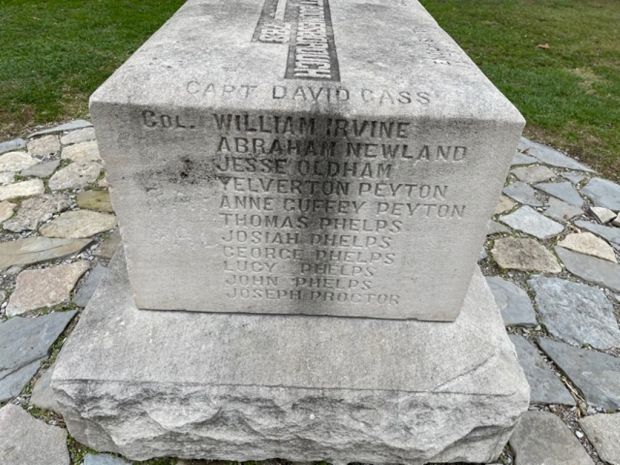 CAPT DAVID GASS
COL. WILLIAM IRVINE
ABRAHAM NEWLAND
JESSE OLDHAM
YELVERTON PEYTON
ANNE GUFFEY PEYTON
THOMAS PHELPS
JOSIAH PHELPS
GEORGE PHELPS
LUCY PHELPS
JOHN PHELPS
JOSEPH PROCTOR